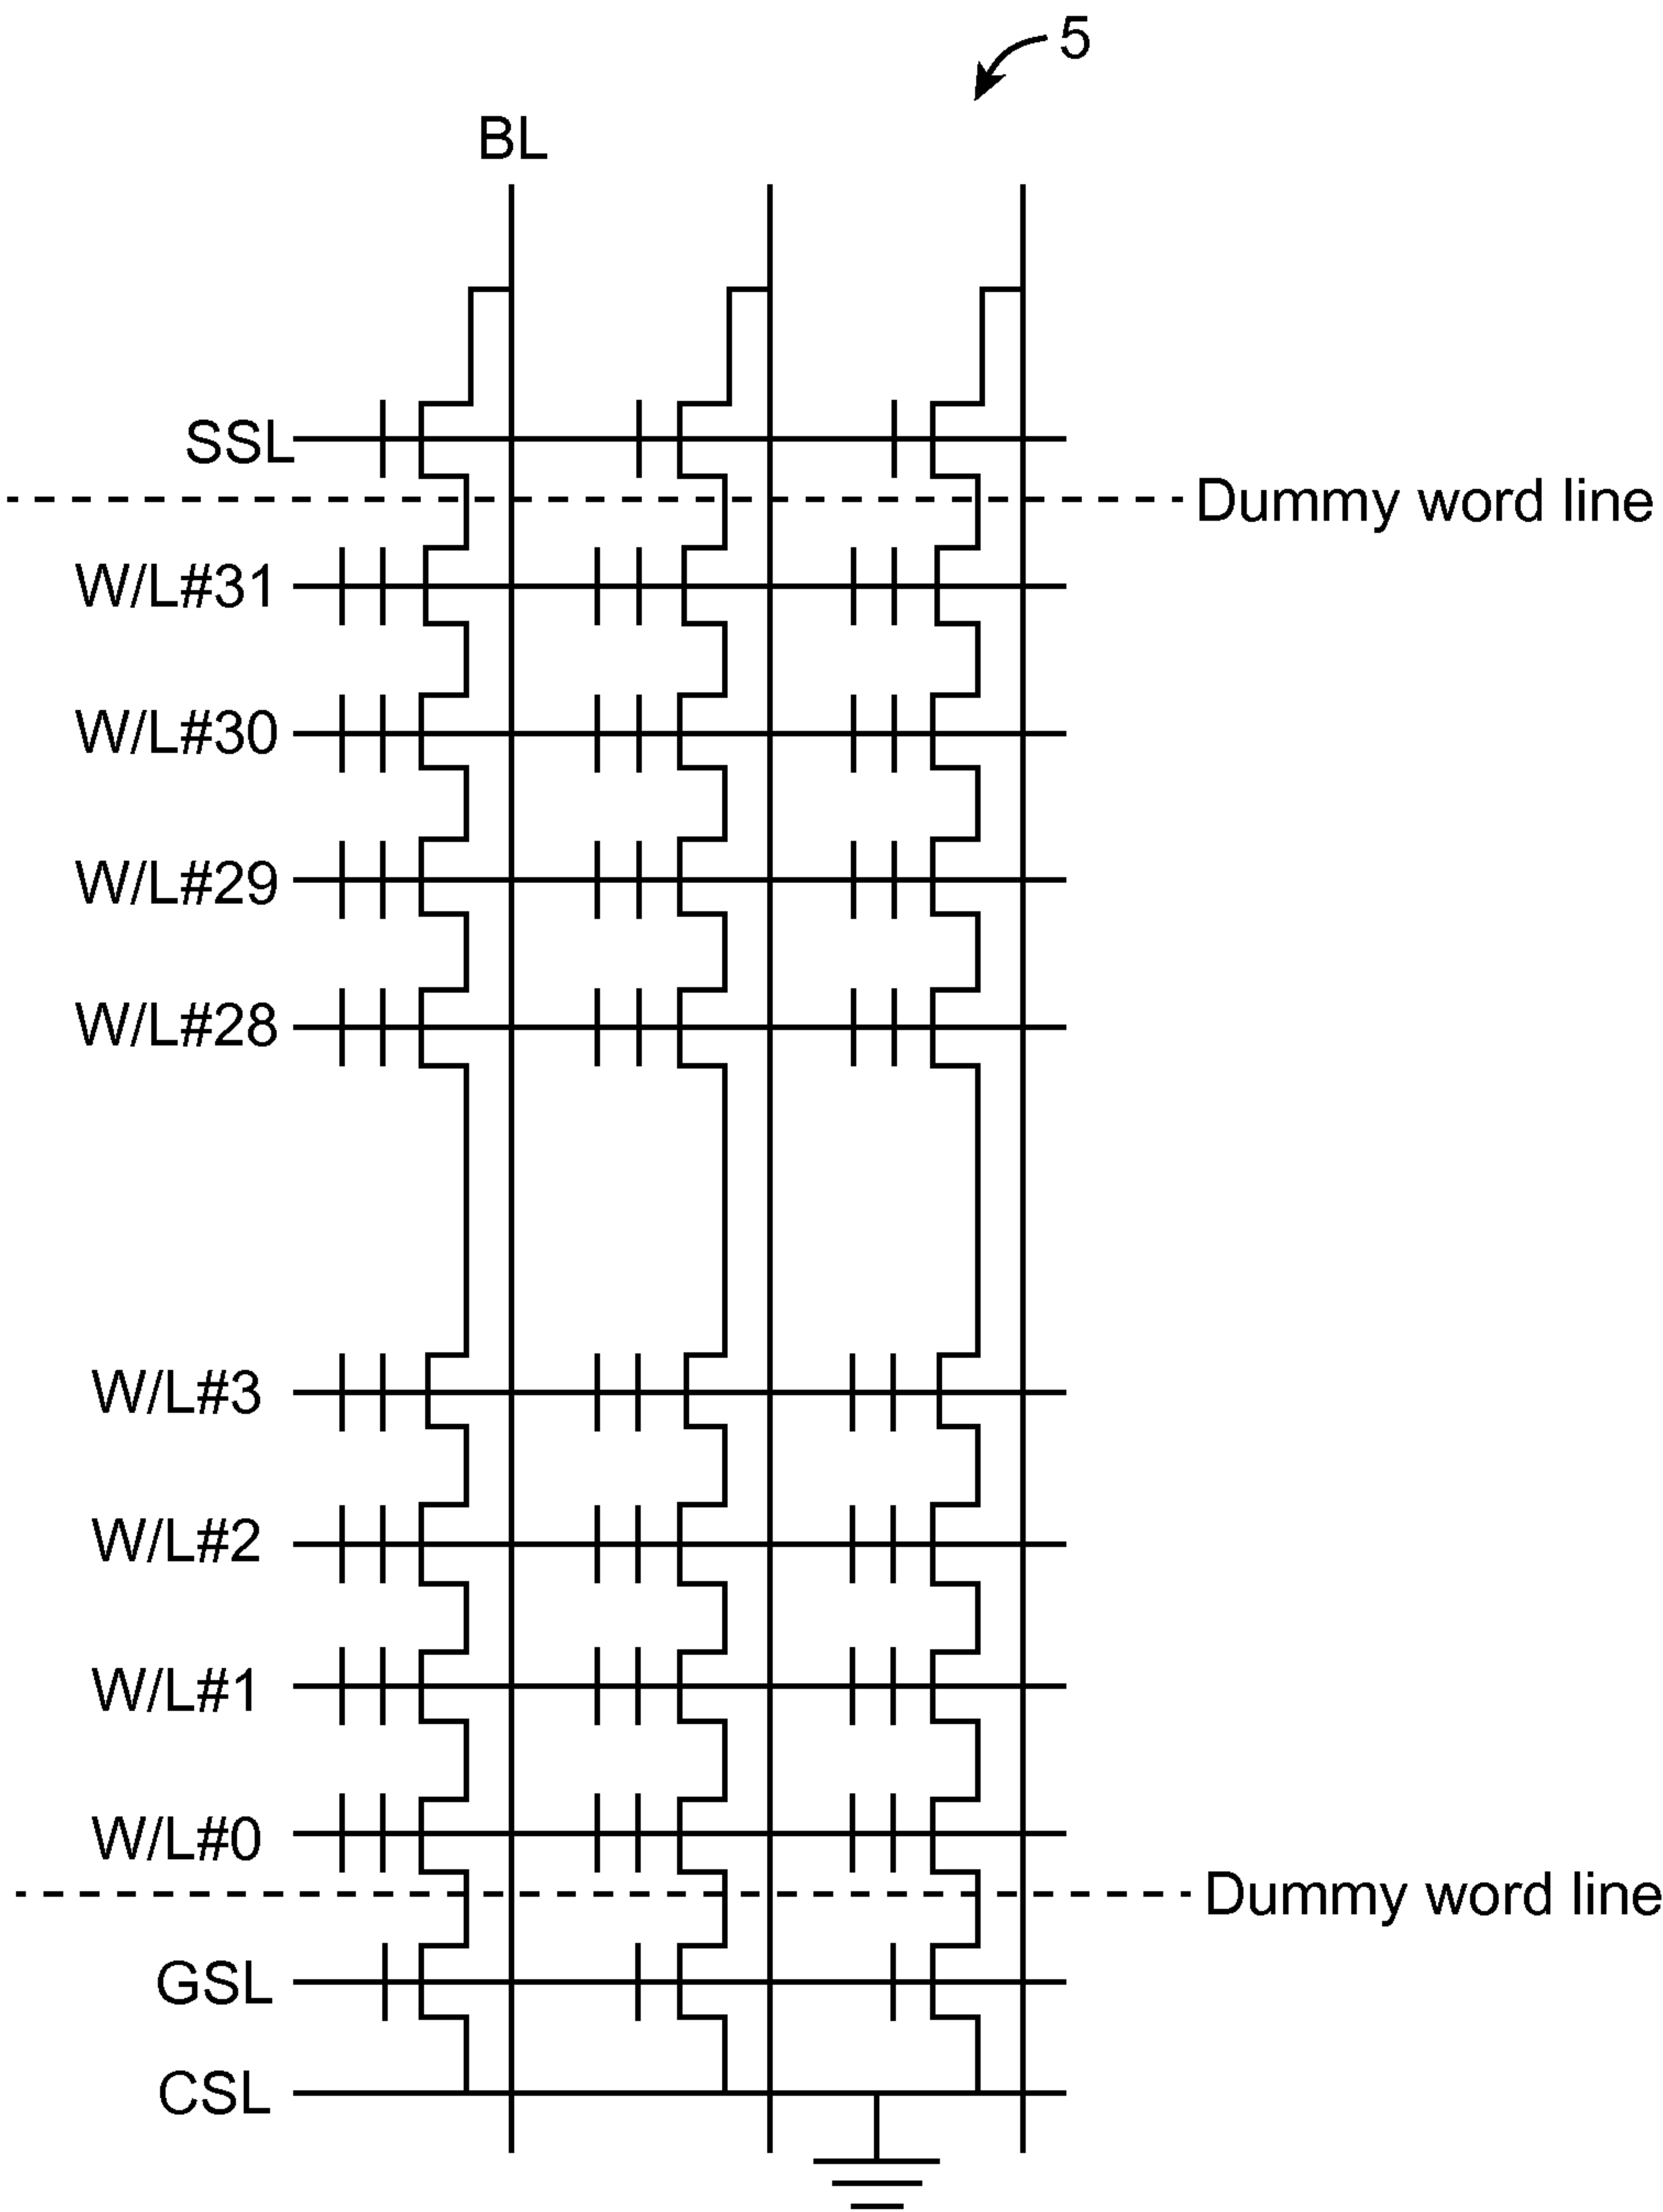 5
BL
SSL
Dummy word line
W/L#31
W/L#30
W/L#29
W/L#28
W/L#3
W/L#2
W/L#1
W/L#0
Dummy word line
GSL
CSL